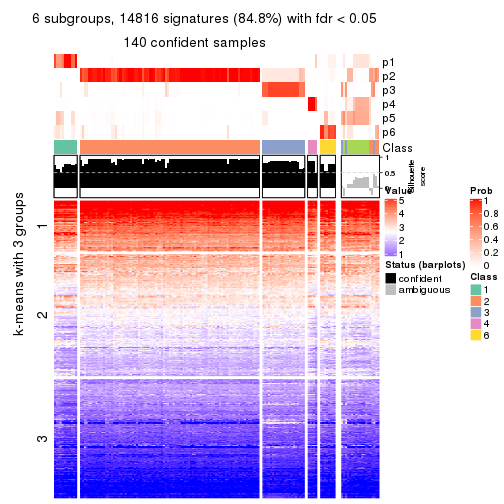 6 subgroups, 14816 signatures (84.8%) with fdr < 0.05
140 confident samples
p1
p2
p3
p4
p5
p6
Class
1
0.5
0
Silhouette
score
k-means with 3 groups
1
2
3
Value
5
4
3
2
1
Status (barplots)
confident
ambiguous
Prob
1
0.8
0.6
0.4
0.2
0
Class
1
2
3
4
6